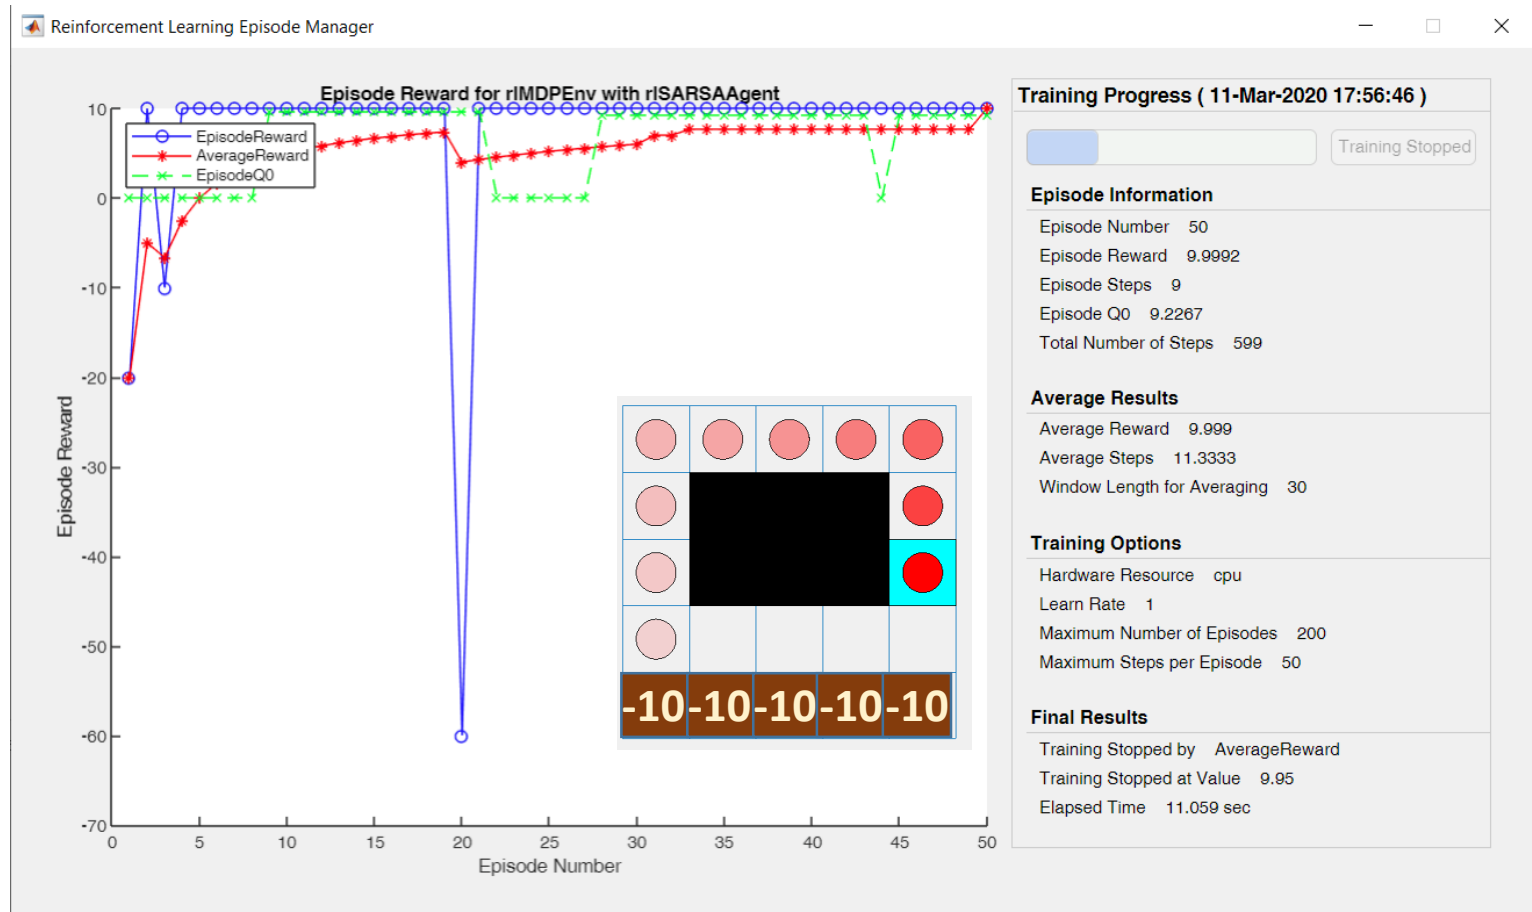 Reinforcement Learning Episode Manager
Episode Reward for rlMDPEnv with rlSARSAAgent
EpisodeReward
AverageReward
EpisodeQ0
10
0
-10
-20
-30
-40
-50
-60
-70
Episode Reward
0 5 10 15 20 25 30 35 40 45 50
Episode Number
-10 -10 -10 -10 -10
Training Progress ( 11-Mar-2020 17:56:46 )
Training Stopped
Episode Information
Episode Number 50
Episode Reward 9.9992
Episode Steps 9
Episode Q0 9.2267
Total Number of Steps 599
Average Results
Average Reward 9.999
Average Steps 11.3333
Window Length for Averaging 30
Training Options
Hardware Resource cpu
Learn Rate 1
Maximum Number of Episodes 200
Maximum Steps per Episode 50
Final Results
Training Stopped by AverageReward
Training Stopped at Value 9.95
Elapsed Time 11.059 sec